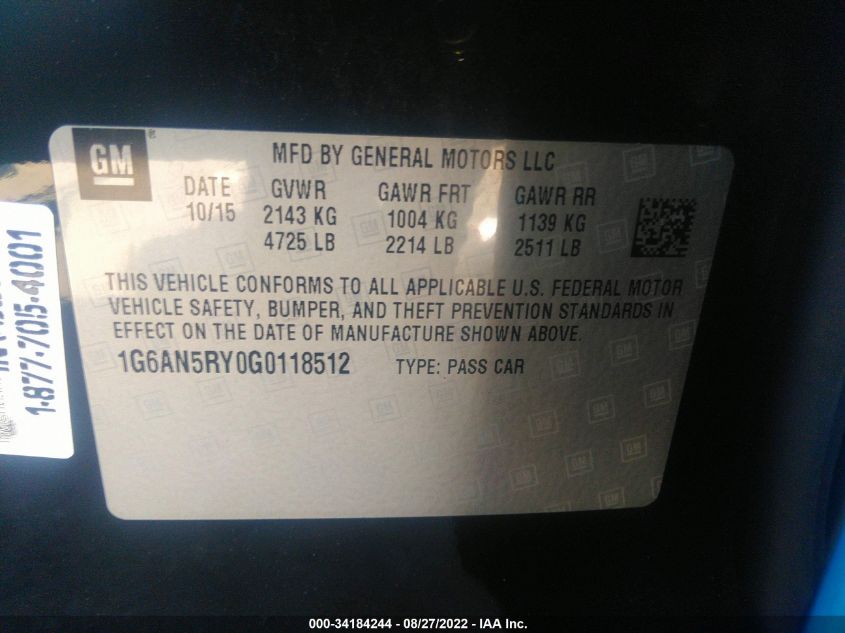 GM
MFD BY GENERAL MOTORS LLC
DATE GVWR GAWR FRT GAWR RR
10/15 2143 KG 1004 KG 1139 KG
4725 LB 2214 LB 2511 LB
THIS VEHICLE CONFORMS TO ALL APPLICABLE U.S. FEDERAL MOTOR
VEHICLE SAFETY, BUMPER, AND THEFT PREVENTION STANDARDS IN
EFFECT ON THE DATE OF MANUFACTURE SHOWN ABOVE.
1G6AN5RY0G0118512 TYPE: PASS CAR
1-877-705-4001
000-34184244 - 08/27/2022 - IAA Inc.